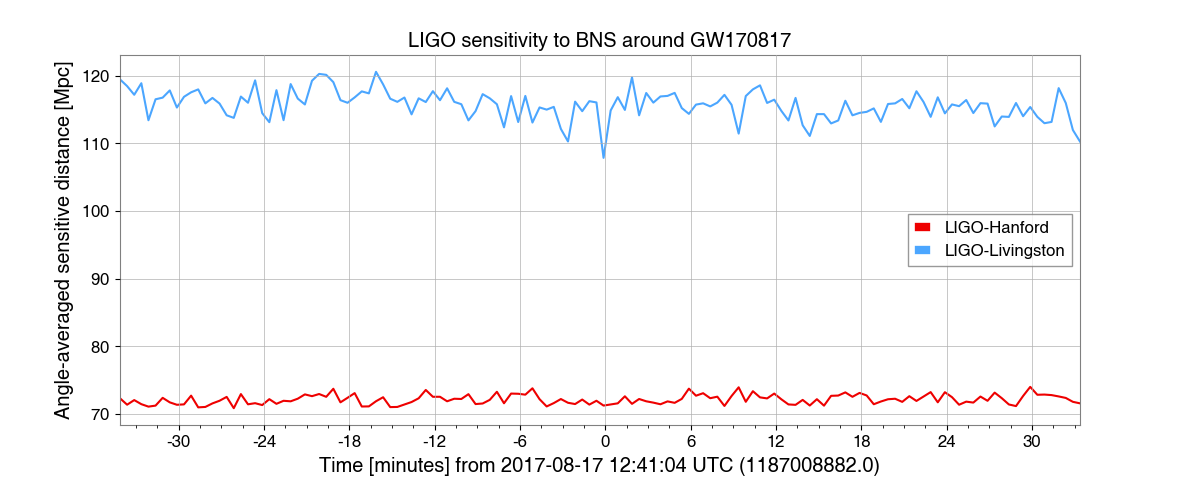 LIGO sensitivity to BNS around GW170817
Angle-averaged sensitive distance [Mpc]
120
110
100
90
80
70
LIGO-Hanford
LIGO-Livingston
-30 -24 -18 -12 -6 0 6 12 18 24 30
Time [minutes] from 2017-08-17 12:41:04 UTC (1187008882.0)